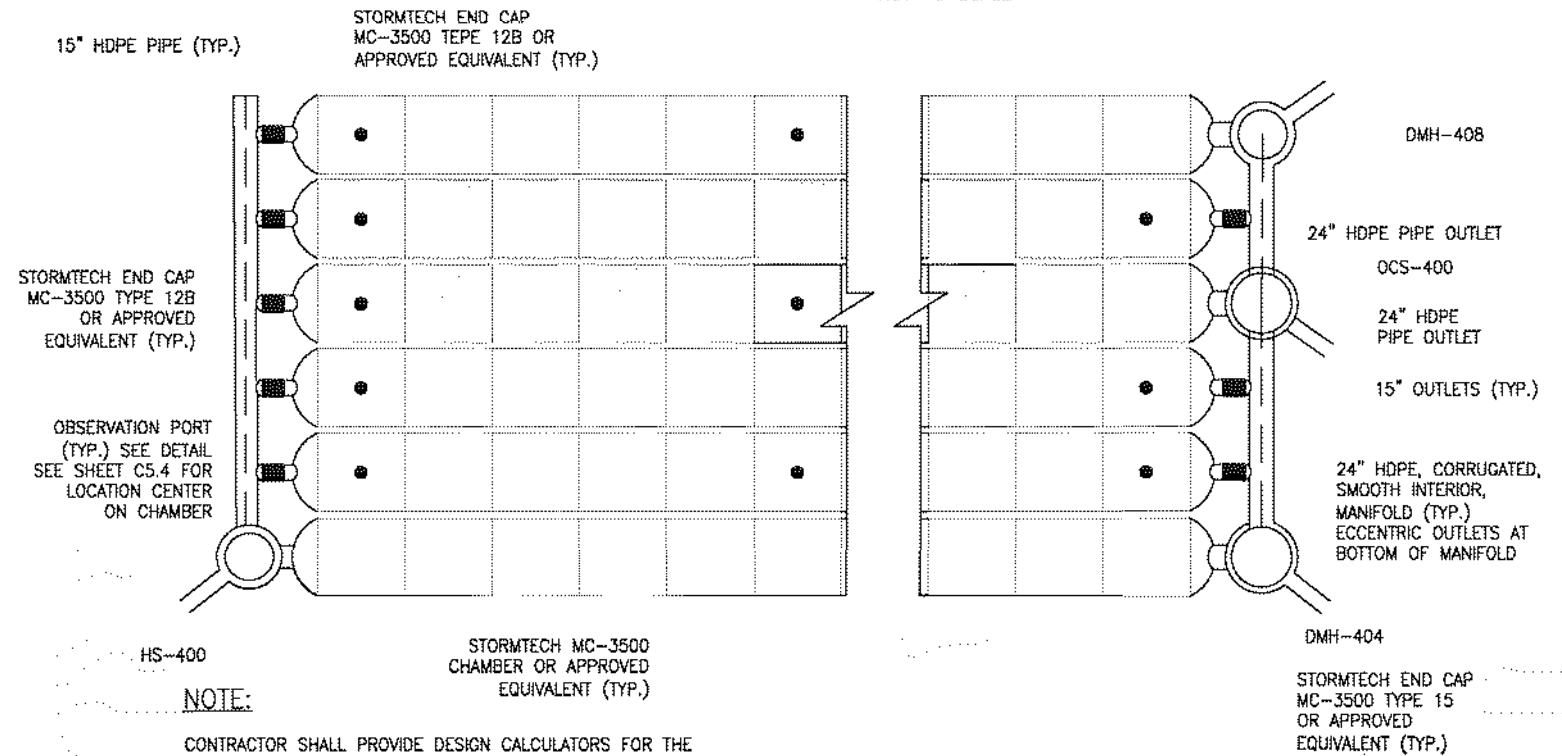 15" HDPE PIPE (TYP.)
STORMTECH END CAP
MC-3500 TEPE 12B OR
APPROVED EQUIVALENT (TYP.)
DMH-408
24" HDPE PIPE OUTLET
OCS-400
24" HDPE
PIPE OUTLET
15" OUTLETS (TYP.)
24" HDPE, CORRUGATED,
SMOOTH INTERIOR,
MANIFOLD (TYP.)
ECCENTRIC OUTLETS AT
BOTTOM OF MANIFOLD
STORMTECH END CAP
MC-3500 TYPE 12B
OR APPROVED
EQUIVALENT (TYP.)
OBSERVATION PORT
(TYP.) SEE DETAIL
SEE SHEET C5.4 FOR
LOCATION CENTER
ON CHAMBER
HS-400
STORMTECH MC-3500
CHAMBER OR APPROVED
EQUIVALENT (TYP.)
DMH-404
STORMTECH END CAP
MC-3500 TYPE 15
OR APPROVED
EQUIVALENT (TYP.)
NOTE:
CONTRACTOR SHALL PROVIDE DESIGN CALCULATORS FOR THE